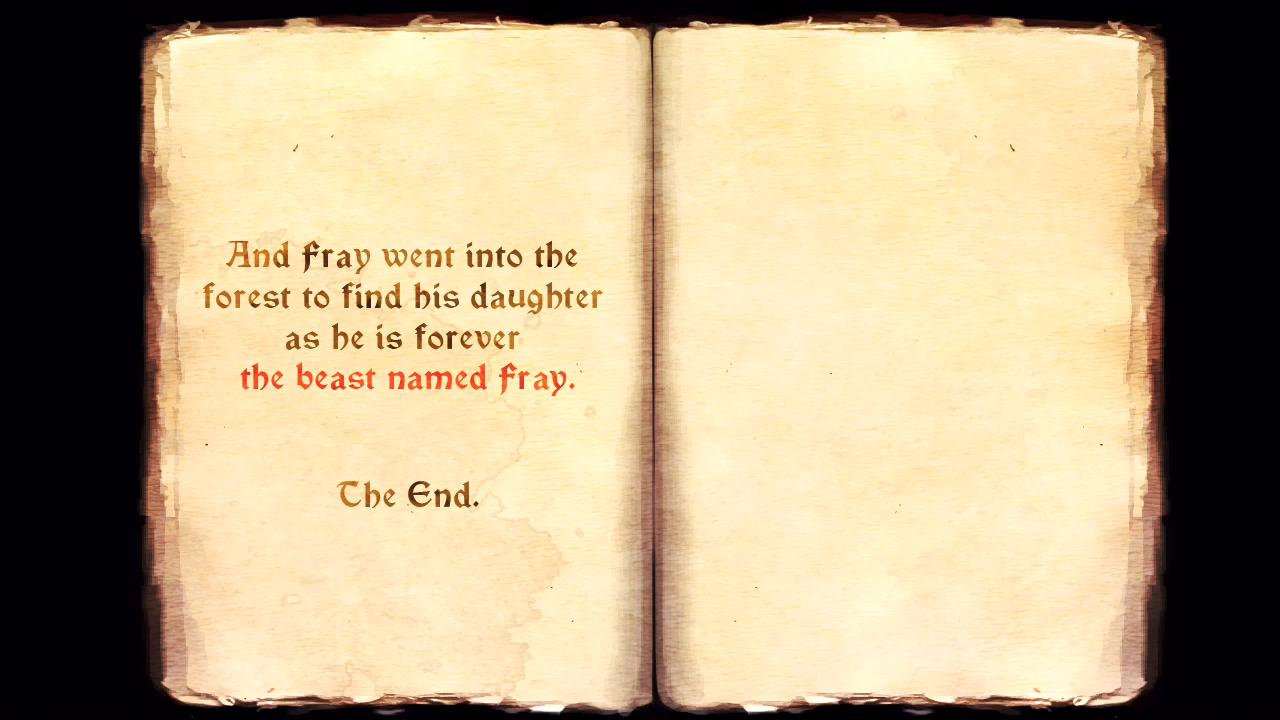 And Fray went into the
forest to find his daughter
as he is forever
the beast named Fray.
The End.